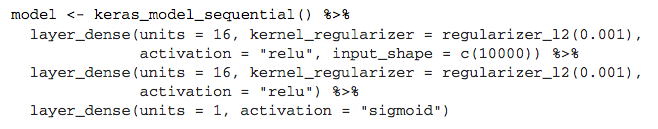 model <- keras_model_sequential() %>%
  layer_dense(units = 16, kernel_regularizer = regularizer_l2(0.001),
              activation = "relu", input_shape = c(10000)) %>%
  layer_dense(units = 16, kernel_regularizer = regularizer_l2(0.001),
              activation = "relu") %>%
  layer_dense(units = 1, activation = "sigmoid")